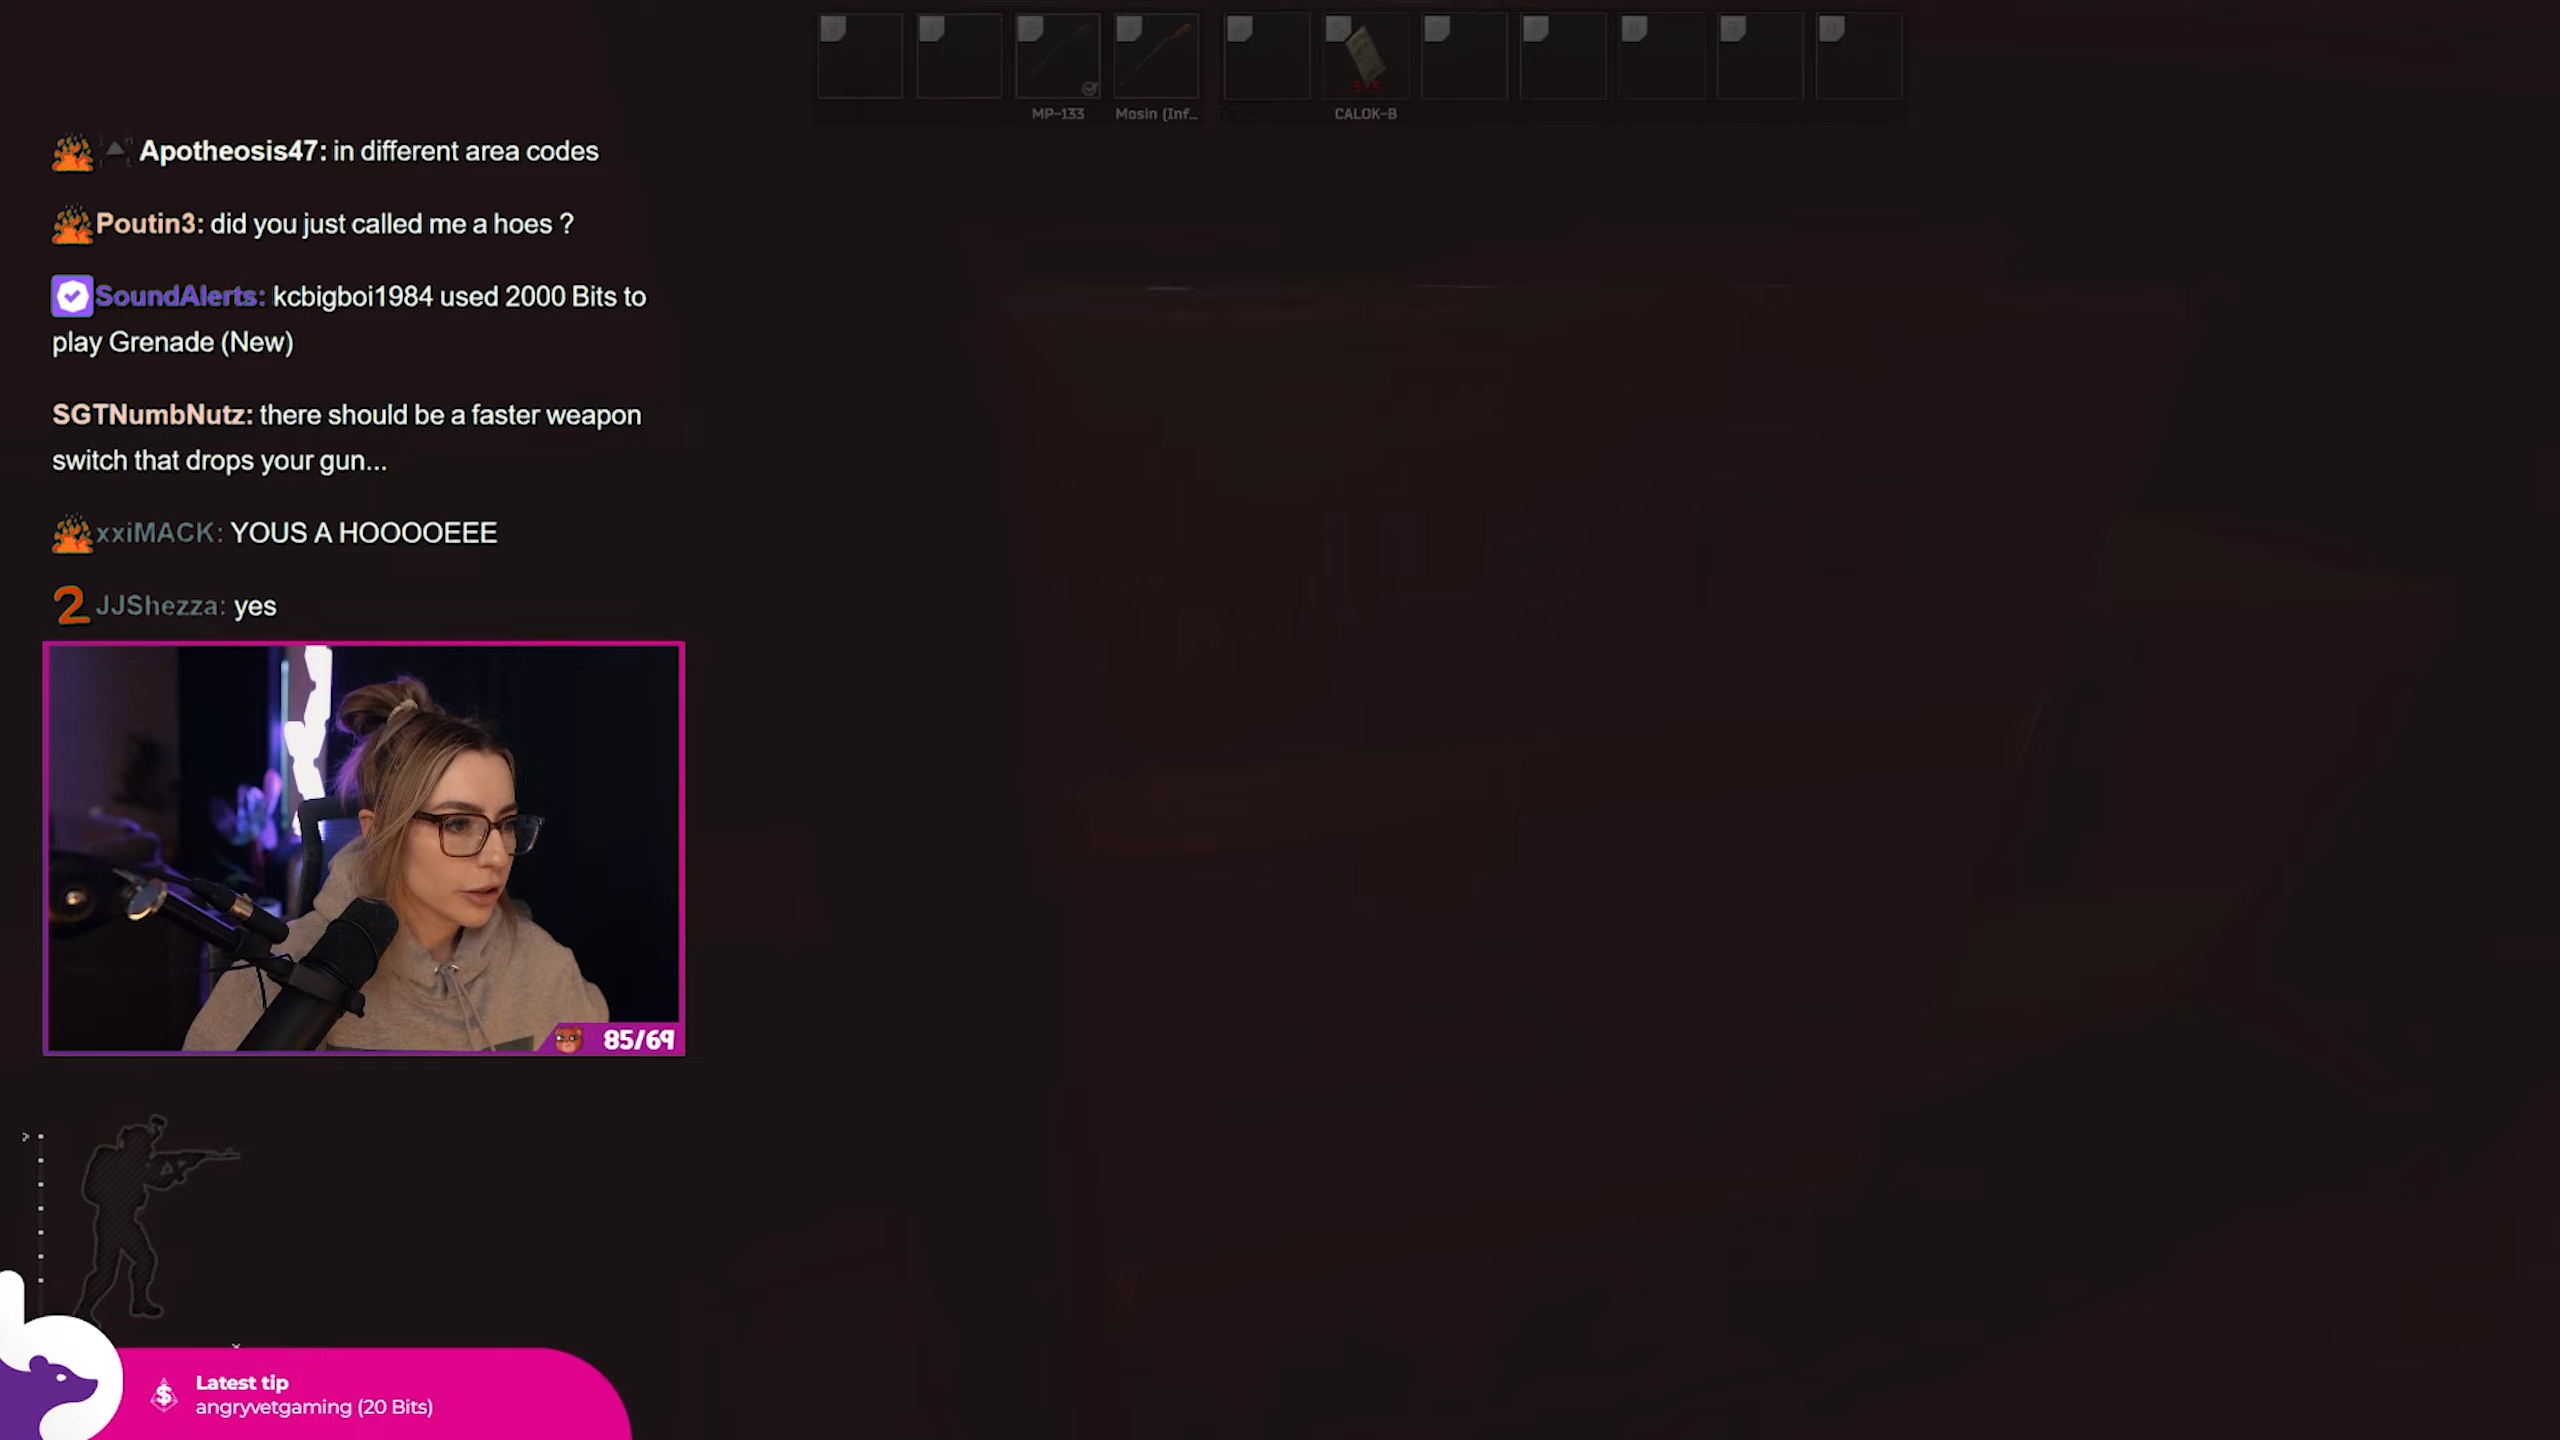 MP-133
Mosin (Inf...
CALOK-B
Apotheosis47: in different area codes
Poutin3: did you just called me a hoes ?
SoundAlerts: kcbigboi1984 used 2000 Bits to
play Grenade (New)
SGTNumbNutz: there should be a faster weapon
switch that drops your gun...
xxiMACK: YOUS A HOOOOEEE
2 JJShezza: yes
85/69
Latest tip
angryvetgaming (20 Bits)